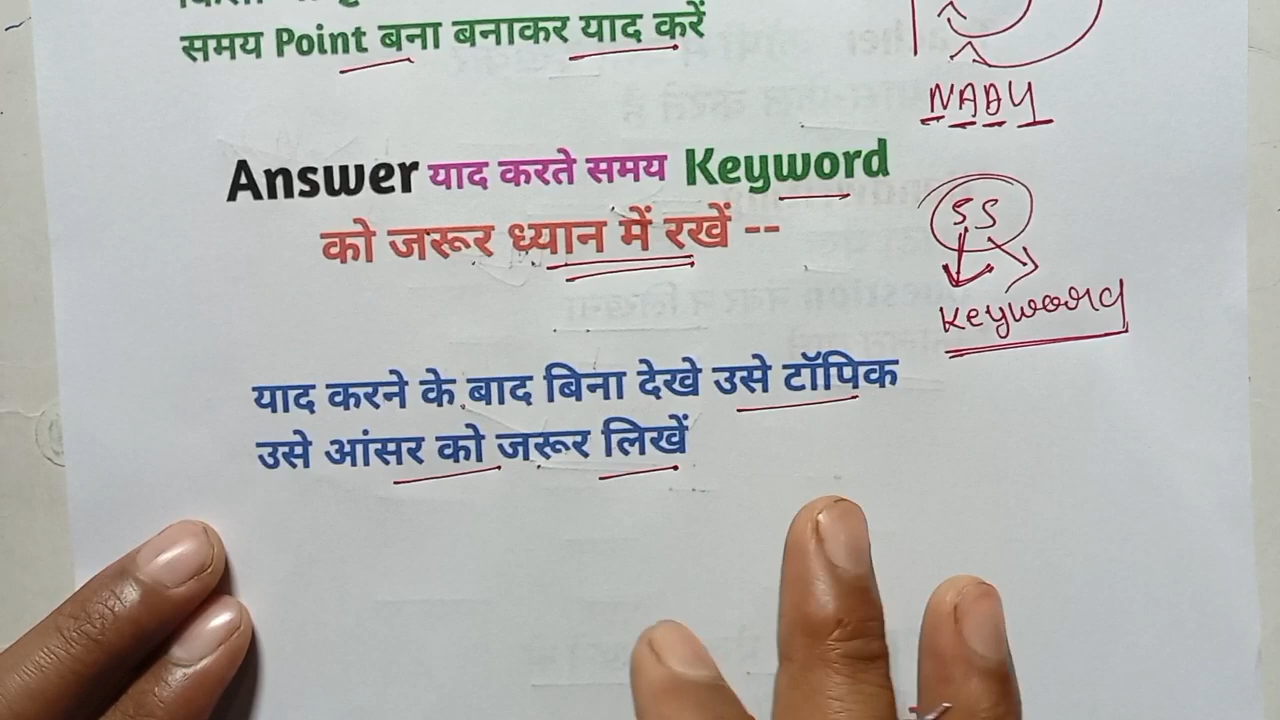 समय Point बना बनाकर याद करें
NADY
Answer याद करते समय Keyword
को जरूर ध्यान में रखें --
SS
Keyword
याद करने के बाद बिना देखे उसे टॉपिक
उसे आंसर को जरूर लिखें